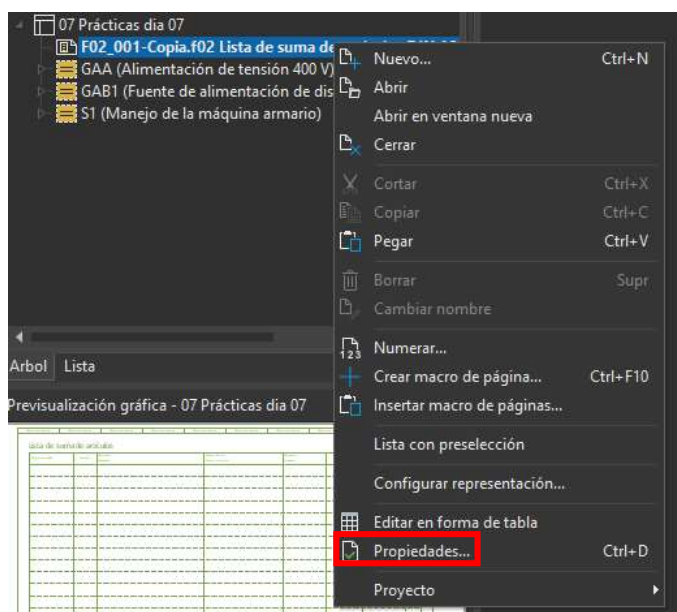 07 Prácticas dia 07
F02_001-Copia.f02 Lista de suma de
GAA (Alimentación de tensión 400 V)
GAB1 (Fuente de alimentación de dis
S1 (Manejo de la máquina armario)
Arbol Lista
Previsualización gráfica - 07 Prácticas dia 07
Lista de suma de artículos
Nuevo... Ctrl+N
Abrir
Abrir en ventana nueva
Cerrar
Cortar Ctrl+X
Copiar Ctrl+C
Pegar Ctrl+V
Borrar Supr
Cambiar nombre
Numerar...
Crear macro de página... Ctrl+F10
Insertar macro de páginas...
Lista con preselección
Configurar representación...
Editar en forma de tabla
Propiedades... Ctrl+D
Proyecto